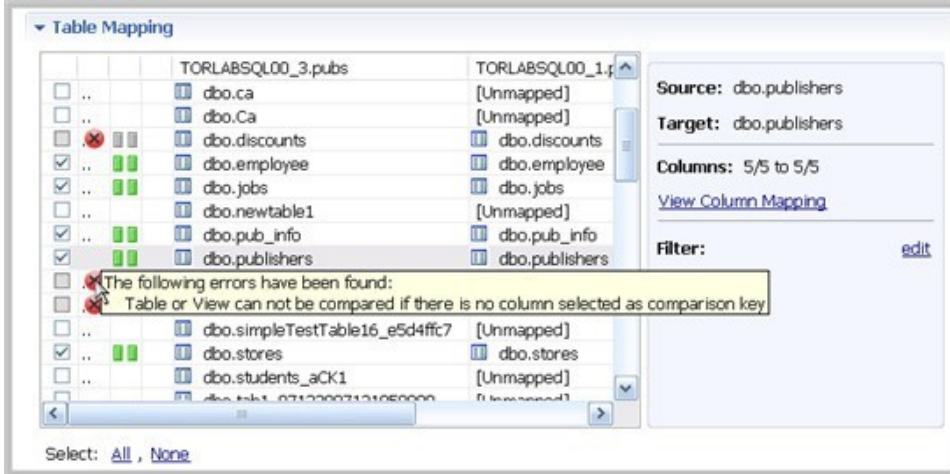 Table Mapping
TORLABSQL00_3.pubs TORLABSQL00_1.p
.. dbo.ca [Unmapped]
.. dbo.Ca [Unmapped]
. dbo.discounts dbo.discounts
.. dbo.employee dbo.employee
.. dbo.jobs dbo.jobs
.. dbo.newtable1 [Unmapped]
.. dbo.pub_info dbo.pub_info
dbo.publishers dbo.publishers
The following errors have been found:
Table or View can not be compared if there is no column selected as comparison key
.. dbo.simpleTestTable16_e5d4ffc7 [Unmapped]
.. dbo.stores dbo.stores
.. dbo.students_aCK1 [Unmapped]
[Unmapped]
Select: All , None
Source: dbo.publishers
Target: dbo.publishers
Columns: 5/5 to 5/5
View Column Mapping
Filter: edit